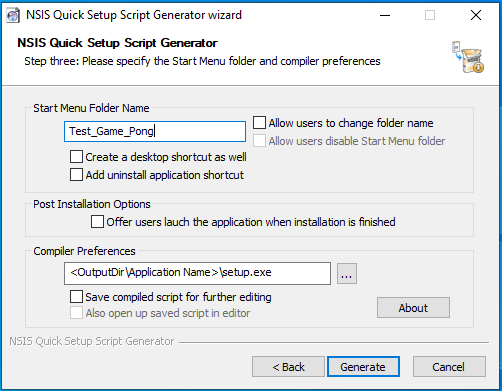 NSIS Quick Setup Script Generator wizard
NSIS Quick Setup Script Generator
Step three: Please specify the Start Menu folder and compiler preferences
Start Menu Folder Name
Test_Game_Pong
Allow users to change folder name
Allow users disable Start Menu folder
Create a desktop shortcut as well
Add uninstall application shortcut
Post Installation Options
Offer users lauch the application when installation is finished
Compiler Preferences
<OutputDir\Application Name>\setup.exe
...
Save compiled script for further editing
Also open up saved script in editor
About
NSIS Quick Setup Script Generator
< Back
Generate
Cancel